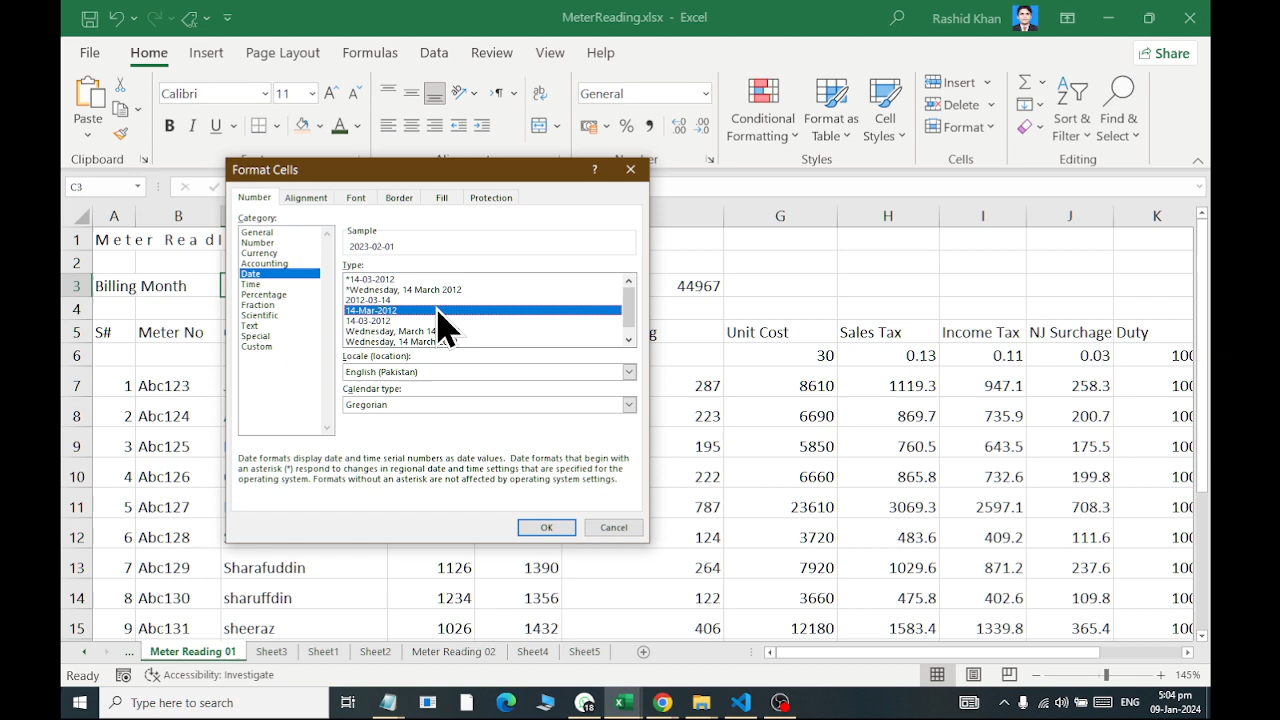 MeterReading.xlsx - Excel
Rashid Khan
File Home Insert Page Layout Formulas Data Review View Help Share
Calibri 11 General
Paste
B I U
Conditional Formatting
Format as Table
Cell Styles
Insert
Delete
Format
Sort & Filter
Find & Select
Clipboard Styles Cells Editing
C3
Format Cells ?
Number Alignment Font Border Fill Protection
Category:
General
Number
Currency
Accounting
Date
Time
Percentage
Fraction
Scientific
Text
Special
Custom
Sample
2023-02-01
Type:
*14-03-2012
*Wednesday, 14 March 2012
2012-03-14
14-Mar-2012
14-03-2012
Wednesday, March 14
Wednesday, 14 March
Locale (location):
English (Pakistan)
Calendar type:
Gregorian
Date formats display date and time serial numbers as date values. Date formats that begin with
an asterisk (*) respond to changes in regional date and time settings that are specified for the
operating system. Formats without an asterisk are not affected by operating system settings.
OK Cancel
A B G H I J K
1 Meter Readi
2
3 Billing Month 44967
4
5 S# Meter No g Unit Cost Sales Tax Income Tax NJ Surchage Duty
6 30 0.13 0.11 0.03 100
7 1 Abc123 287 8610 1119.3 947.1 258.3 100
8 2 Abc124 223 6690 869.7 735.9 200.7 100
9 3 Abc125 195 5850 760.5 643.5 175.5 100
10 4 Abc126 222 6660 865.8 732.6 199.8 100
11 5 Abc127 787 23610 3069.3 2597.1 708.3 100
12 6 Abc128 124 3720 483.6 409.2 111.6 100
13 7 Abc129 Sharafuddin 1126 1390 264 7920 1029.6 871.2 237.6 100
14 8 Abc130 sharuffdin 1234 1356 122 3660 475.8 402.6 109.8 100
15 9 Abc131 sheeraz 1026 1432 406 12180 1583.4 1339.8 365.4 100
... Meter Reading 01 Sheet3 Sheet1 Sheet2 Meter Reading 02 Sheet4 Sheet5
Ready Accessibility: Investigate 145%
Type here to search ENG 5:04 pm
09-Jan-2024